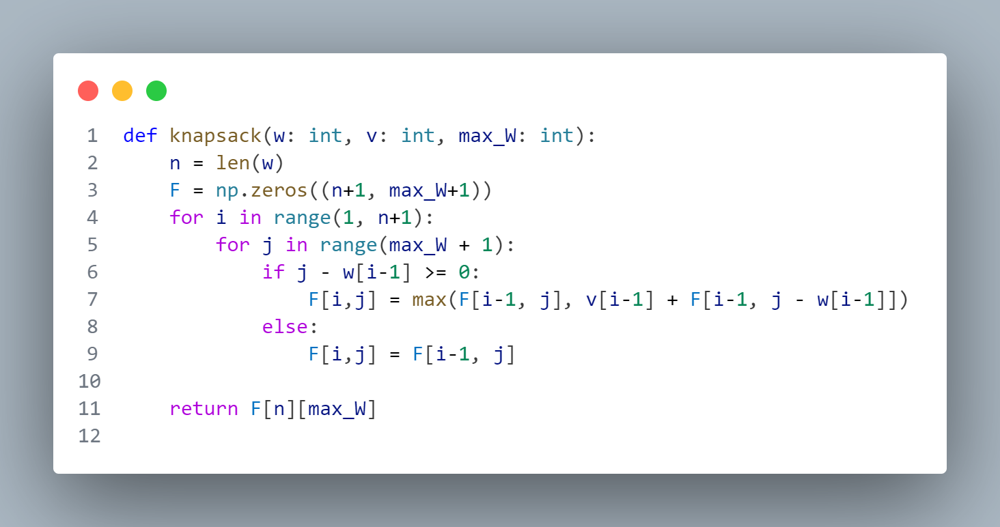 1 def knapsack(w: int, v: int, max_W: int):
2     n = len(w)
3     F = np.zeros((n+1, max_W+1))
4     for i in range(1, n+1):
5         for j in range(max_W + 1):
6             if j - w[i-1] >= 0:
7                 F[i,j] = max(F[i-1, j], v[i-1] + F[i-1, j - w[i-1]])
8             else:
9                 F[i,j] = F[i-1, j]
10
11     return F[n][max_W]
12